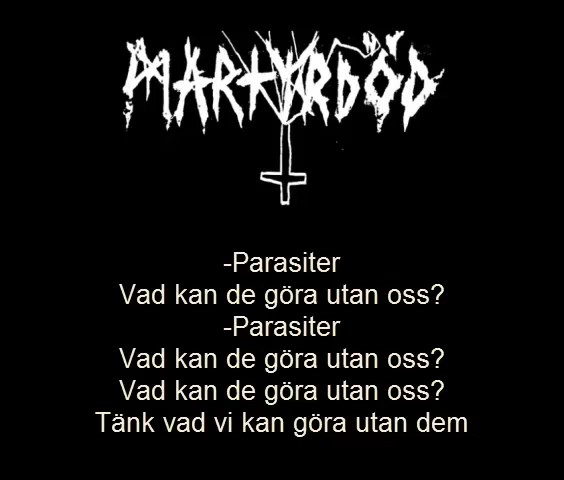 MARTYRDÖD
-Parasiter
Vad kan de göra utan oss?
-Parasiter
Vad kan de göra utan oss?
Vad kan de göra utan oss?
Tänk vad vi kan göra utan dem